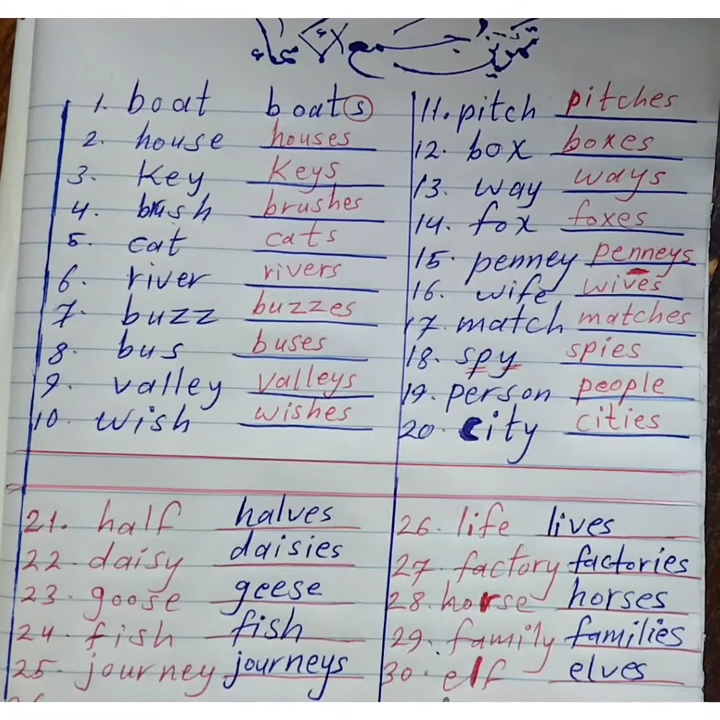 تمرين جمع الأسماء
1. boat boats
2. house houses
3. Key Keys
4. brush brushes
5. cat cats
6. river rivers
7. buzz buzzes
8. bus buses
9. valley valleys
10. wish wishes
11. pitch pitches
12. box boxes
13. way ways
14. fox foxes
15. penney penneys
16. wife wives
17. match matches
18. spy spies
19. person people
20. city cities
21. half halves
22. daisy daisies
23. goose geese
24. fish fish
25. journey journeys
26. life lives
27. factory factories
28. horse horses
29. family families
30. elf elves